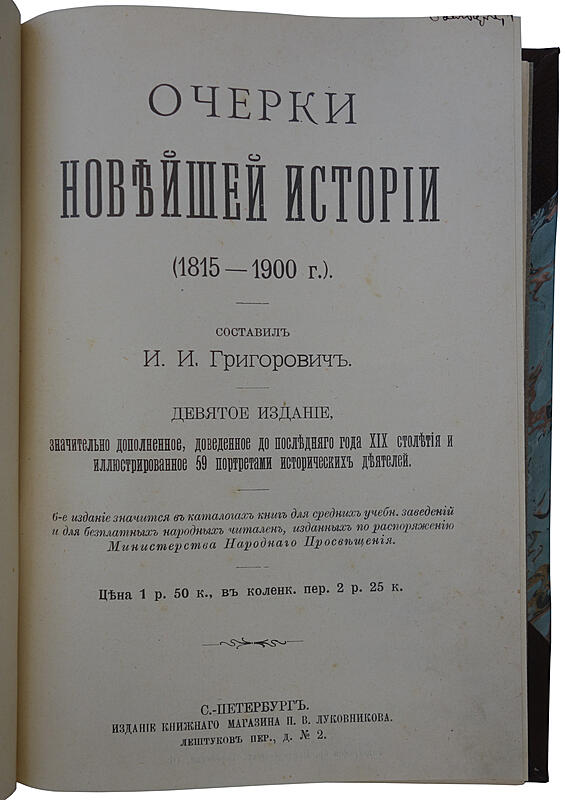 ОЧЕРКИ
НОВѢЙШЕЙ ИСТОРІИ
(1815 — 1900 г.).
СОСТАВИЛЪ
И. И. Григоровичъ.
ДЕВЯТОЕ ИЗДАНІЕ,
значительно дополненное, доведенное до послѣдняго года XIX столѣтія и
иллюстрированное 59 портретами историческихъ дѣятелей.
6-е изданіе значится въ каталогахъ книгъ для среднихъ учебн. заведеній
и для безплатныхъ народныхъ читаленъ, изданныхъ по распоряженію
Министерства Народнаго Просвѣщенія.
Цѣна 1 р. 50 к., въ коленк. пер. 2 р. 25 к.
С.-ПЕТЕРБУРГЪ.
ИЗДАНІЕ КНИЖНАГО МАГАЗИНА П. В. ЛУКОВНИКОВА.
ЛЕШТУКОВЪ ПЕР., Д. № 2.